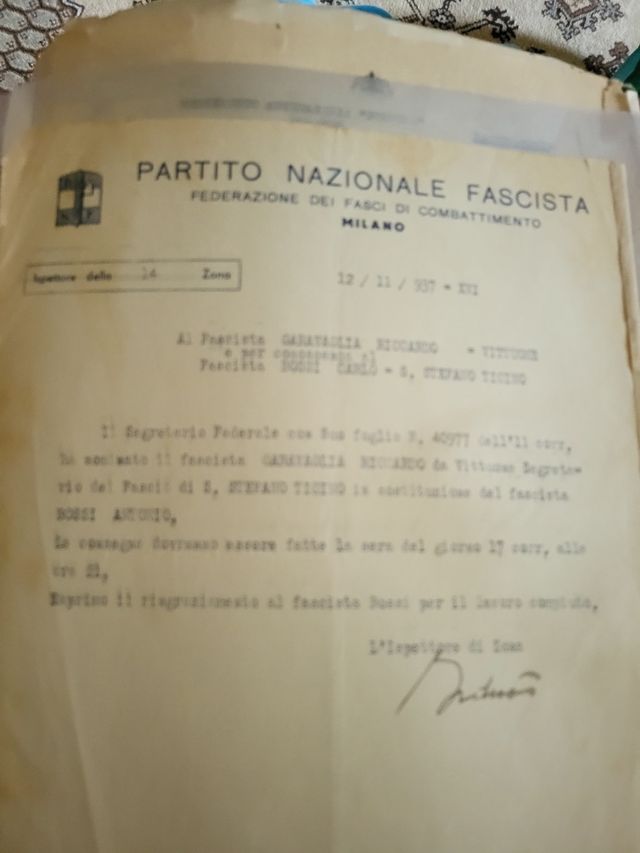 PARTITO NAZIONALE FASCISTA
FEDERAZIONE DEI FASCI DI COMBATTIMENTO
MILANO
Ispettore della 14 Zona
12 / 11 / 937 - XVI
Al Fascista GARAVAGLIA RICCARDO - VITTUONE
e per conoscenza al
Fascista BOSSI CARLO - S. STEFANO TICINO
Il Segretario Federale con Suo foglio N. 40977 dell'11 corr,
ha nominato il fascista GARAVAGLIA RICCARDO da Vittuone Segreta-
rio del Fascio di S. STEFANO TICINO in sostituzione del fascista
BOSSI ANTONIO,
Le consegne dovranno essere fatte la sera del giorno 17 corr, alle
ore 21,
Esprimo il ringraziamento al fascista Bossi per il lavoro compiuto,
L'Ispettore di Zona